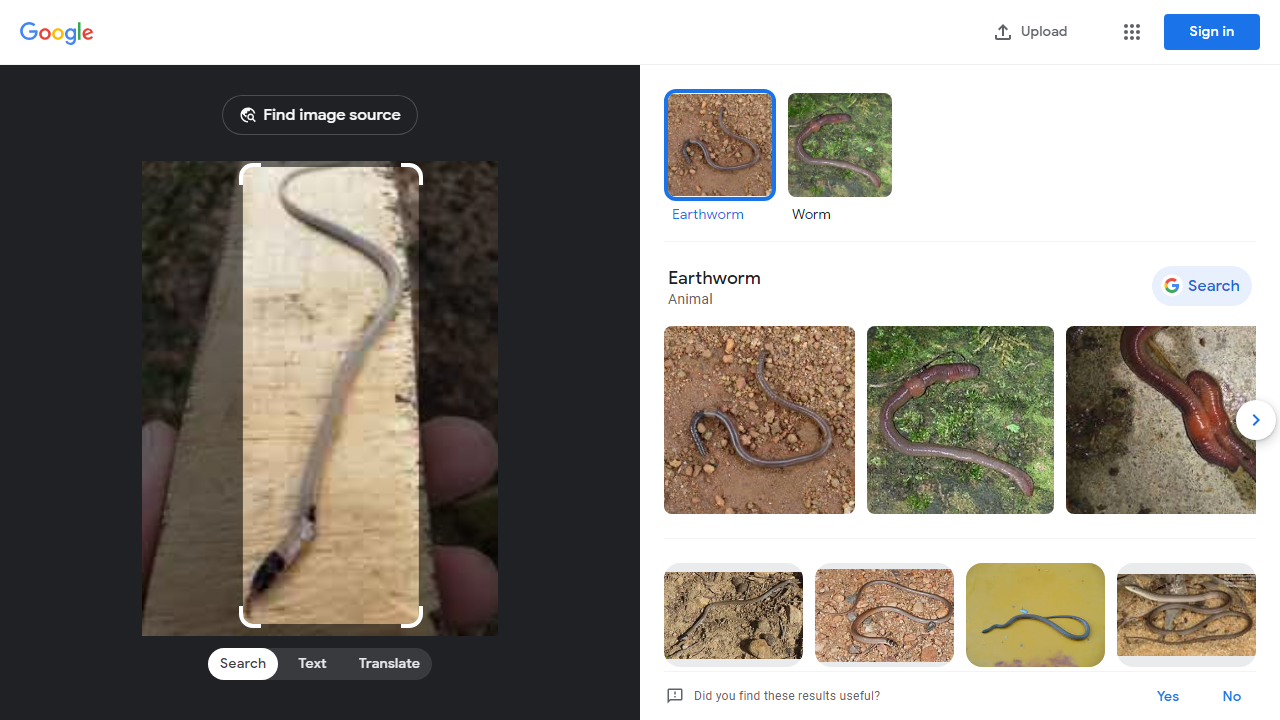 Google
Upload
Sign in
Find image source
Earthworm
Worm
Earthworm
Animal
Search
Search
Text
Translate
Did you find these results useful?
Yes
No